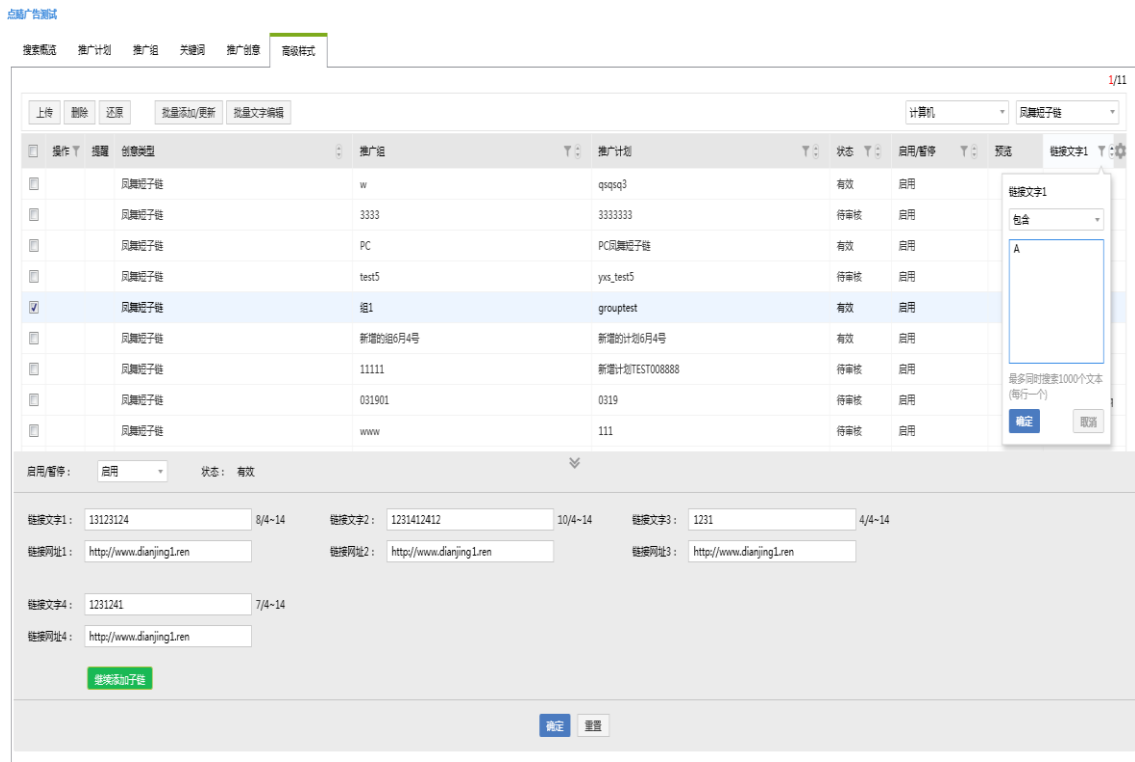 点睛广告测试
搜索概览 推广计划 推广组 关键词 推广创意 高级样式
1/11
上传 删除 还原 批量添加/更新 批量文字编辑 计算机 凤舞短子链
操作 提醒 创意类型 推广组 推广计划 状态 启用/暂停 预览 链接文字1
凤舞短子链 w qsqsq3 有效 启用
凤舞短子链 3333 3333333 待审核 启用
凤舞短子链 PC PC凤舞短子链 有效 启用
凤舞短子链 test5 yxs_test5 待审核 启用
凤舞短子链 组1 grouptest 有效 启用
凤舞短子链 新增的组6月4号 新增的计划6月4号 有效 启用
凤舞短子链 11111 新增计划TEST008888 待审核 启用
凤舞短子链 031901 0319 待审核 启用
凤舞短子链 www 111 待审核 启用
链接文字1
包含
A
最多同时搜索1000个文本
(每行一个)
确定 取消
启用/暂停： 启用 状态： 有效
链接文字1： 13123124 8/4~14 链接文字2： 1231412412 10/4~14 链接文字3： 1231 4/4~14
链接网址1： http://www.dianjing1.ren 链接网址2： http://www.dianjing1.ren 链接网址3： http://www.dianjing1.ren
链接文字4： 1231241 7/4~14
链接网址4： http://www.dianjing1.ren
继续添加子链
确定 重置